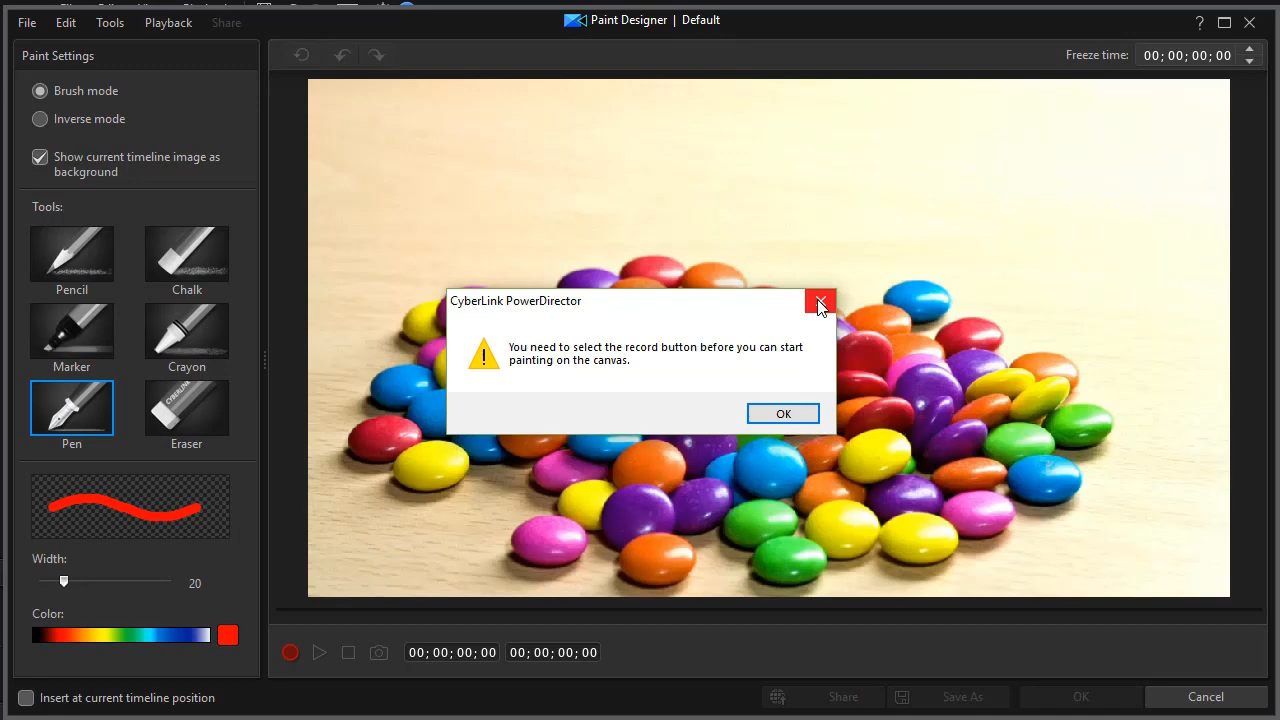 File Edit Tools Playback Share
Paint Designer | Default
?
Paint Settings
Freeze time: 00; 00; 00; 00
Brush mode
Inverse mode
Show current timeline image as
background
Tools:
Pencil Chalk
Marker Crayon
CYBERLINK
Pen Eraser
CyberLink PowerDirector
You need to select the record button before you can start
painting on the canvas.
OK
Width:
20
Color:
00; 00; 00; 00 00; 00; 00; 00
Insert at current timeline position
Share Save As OK Cancel